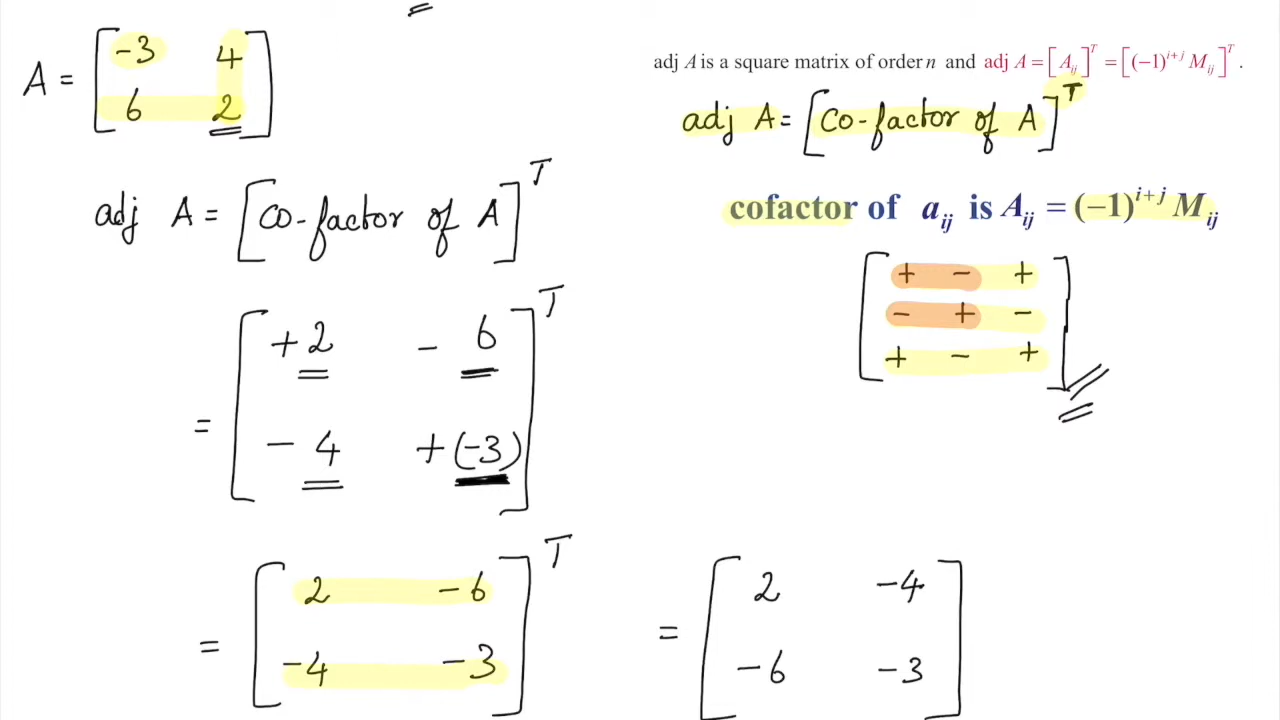 A = [ -3 4
6 2 ]
adj A = [ Co-factor of A ]^T
= [ +2 - 6
- 4 +(-3) ]^T
= [ 2 -6
-4 -3 ]^T
= [ 2 -4
-6 -3 ]
adj A is a square matrix of order n and adj A = [ A_ij ]^T = [ (-1)^{i+j} M_ij ]^T .
adj A = [ Co-factor of A ]^T
cofactor of a_ij is A_ij = (-1)^{i+j} M_ij
[ + - +
- + -
+ - + ]